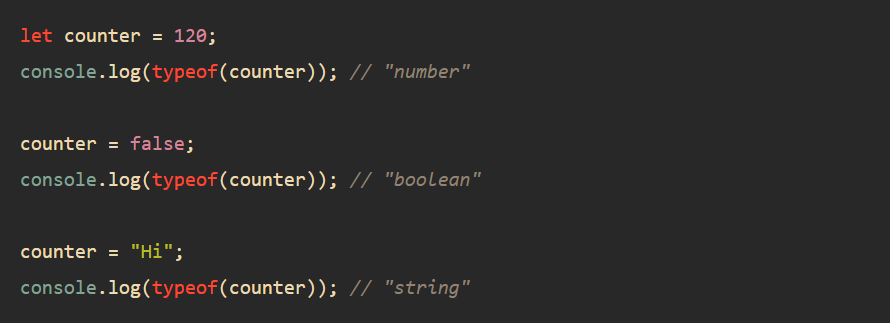 let counter = 120;
console.log(typeof(counter)); // "number"
counter = false;
console.log(typeof(counter)); // "boolean"
counter = "Hi";
console.log(typeof(counter)); // "string"